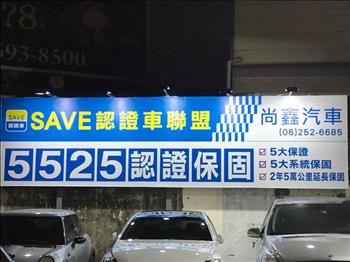 ?8
593-8500
SAVE
認證車
SAVE認證車聯盟
尚鑫汽車
(06)252-6685
5525認證保固
5大保證
5大系統保固
2年5萬公里延長保固